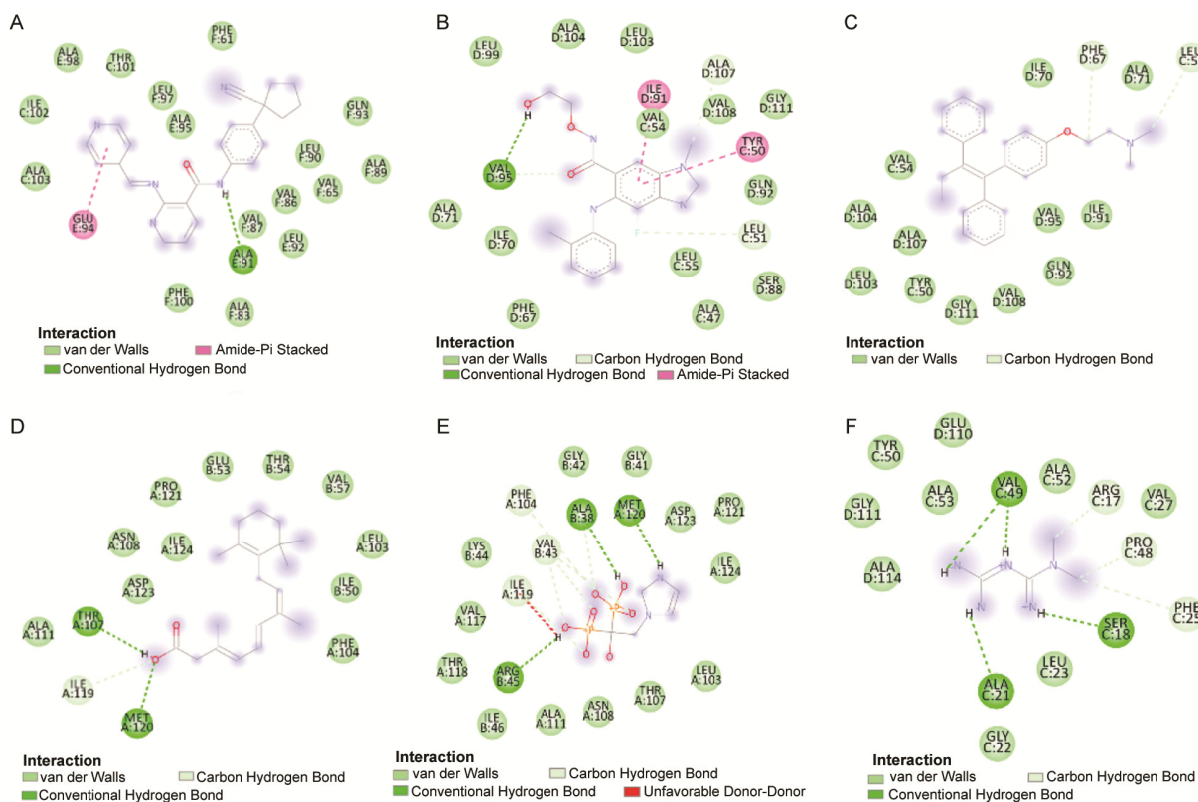 A
PHE
F:61
ALA
E:98
THR
C:101
LEU
F:97
ILE
C:102
ALA
E:95
GLN
F:93
LEU
F:90
ALA
F:89
ALA
C:103
VAL
F:65
VAL
F:86
VAL
F:87
LEU
F:92
GLU
E:94
ALA
E:91
PHE
F:100
ALA
F:83
N
N
N
N
O
N
H
Interaction
van der Walls
Amide-Pi Stacked
Conventional Hydrogen Bond
B
LEU
D:99
ALA
D:104
LEU
D:103
ALA
D:107
ILE
D:91
VAL
C:54
VAL
D:108
GLY
D:111
TYR
C:50
VAL
D:95
GLN
D:92
ALA
D:71
ILE
D:70
LEU
C:51
LEU
C:55
SER
D:88
PHE
D:67
ALA
C:47
O
H
O
N
O
N
N
N
F
Interaction
van der Walls
Carbon Hydrogen Bond
Conventional Hydrogen Bond
Amide-Pi Stacked
C
ILE
D:70
PHE
D:67
ALA
D:71
VAL
C:54
ALA
D:104
ALA
D:107
VAL
D:95
ILE
D:91
LEU
D:103
TYR
C:50
GLY
D:111
VAL
D:108
GLN
D:92
O
N
Interaction
van der Walls
Carbon Hydrogen Bond
D
GLU
B:53
THR
B:54
PRO
A:121
VAL
B:57
ASN
A:108
ILE
A:124
LEU
A:103
ASP
A:123
ILE
B:50
THR
A:107
ALA
A:111
PHE
A:104
ILE
A:119
MET
A:120
O
H
O
Interaction
van der Walls
Carbon Hydrogen Bond
Conventional Hydrogen Bond
E
GLY
B:42
GLY
B:41
PHE
A:104
ALA
B:38
MET
A:120
PRO
A:121
ASP
A:123
LYS
B:44
VAL
B:43
ILE
A:124
ILE
A:119
VAL
A:117
THR
A:118
ARG
B:45
LEU
A:103
THR
A:107
ILE
B:46
ALA
A:111
ASN
A:108
H
N
N
H
O
O
O
O
O
O
O
H
Interaction
van der Walls
Carbon Hydrogen Bond
Conventional Hydrogen Bond
Unfavorable Donor-Donor
F
GLU
D:110
TYR
C:50
VAL
C:49
ALA
C:52
ARG
C:17
ALA
C:53
VAL
C:27
GLY
D:111
PRO
C:48
ALA
D:114
PHE
C:25
SER
C:18
LEU
C:23
ALA
C:21
GLY
C:22
H
N
H
N
N
H
N
N
H
Interaction
van der Walls
Carbon Hydrogen Bond
Conventional Hydrogen Bond